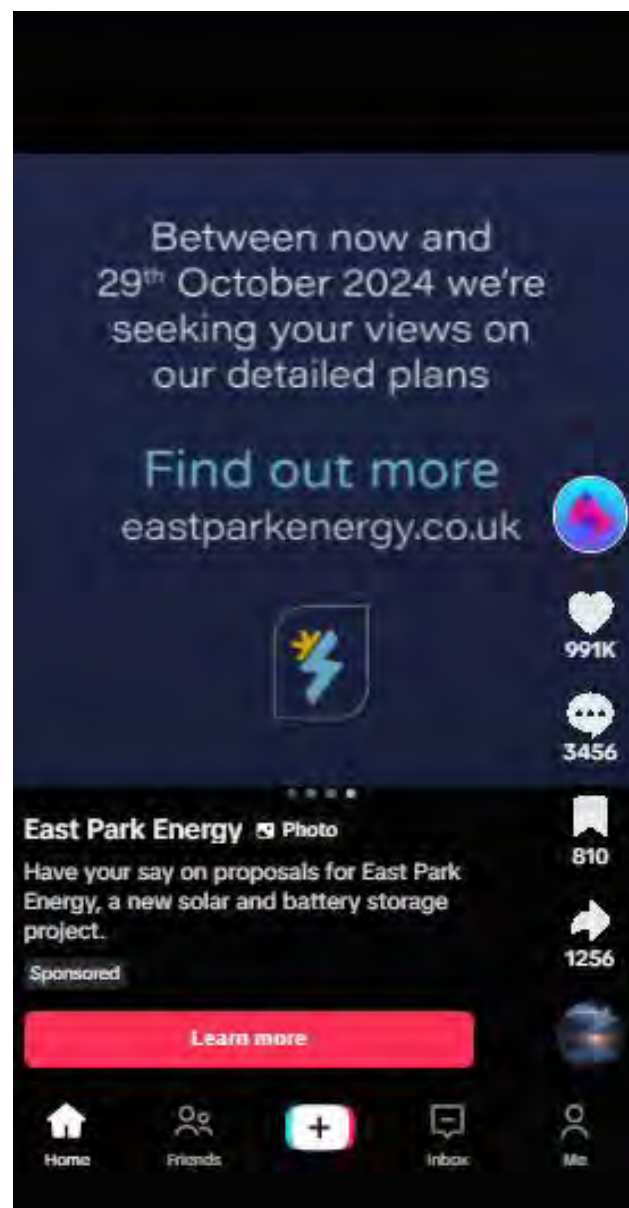 Between now and
29th October 2024 we're
seeking your views on
our detailed plans
Find out more
eastparkenergy.co.uk
991K
3456
East Park Energy Photo
810
Have your say on proposals for East Park
Energy, a new solar and battery storage
project.
1256
Sponsored
Learn more
Home
Friends
Inbox
Me